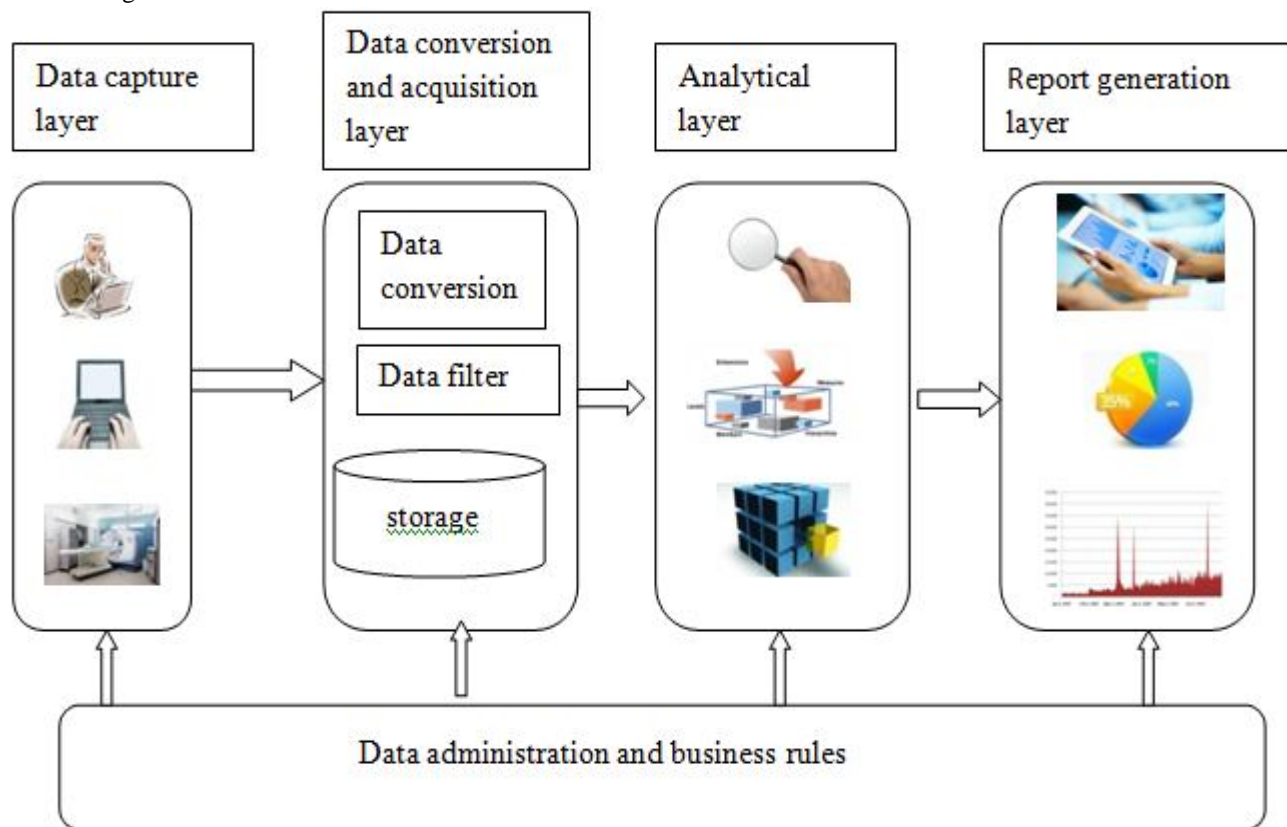 Data capture
layer
Data conversion
and acquisition
layer
Analytical
layer
Report generation
layer
Data
conversion
Data filter
storage
35%
Data administration and business rules